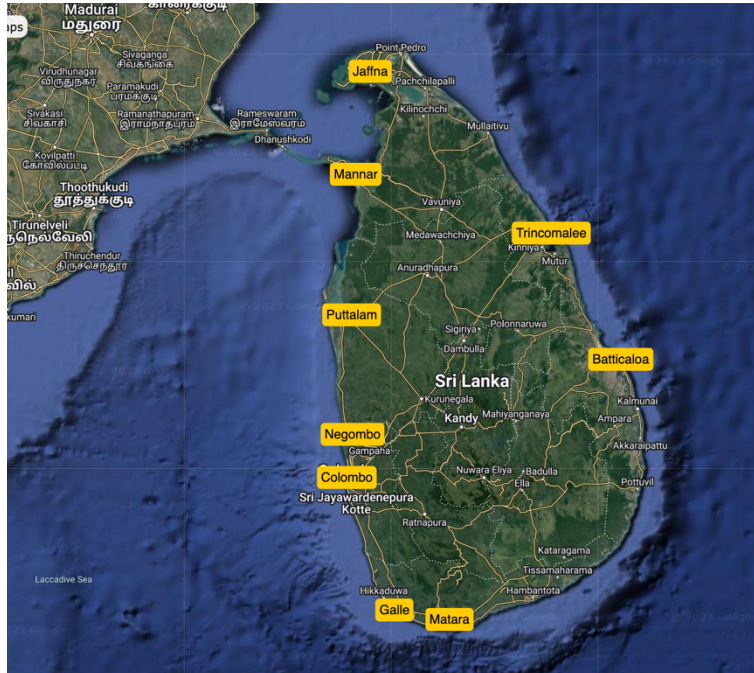 Madurai
மதுரை
aps
Sivaganga
சிவகங்கை
Virudhunagar
விருதுநகர்
Paramakudi
பரமக்குடி
Sivakasi
சிவகாசி
Ramanathapuram
இராமநாதபுரம்
Rameswaram
இராமேஸ்வரம்
Dhanushkodi
Kovilpatti
கோவில்பட்டி
Thoothukudi
தூத்துக்குடி
Tirunelveli
Tiruchendur
திருச்செந்தூர்
kumari
Point Pedro
Jaffna
Pachchilapalli
Kilinochchi
Mullaitivu
Mannar
Vavuniya
Medawachchiya
Trincomalee
Kinniya
Mutur
Anuradhapura
Puttalam
Sigiriya
Polonnaruwa
Dambulla
Batticaloa
Sri Lanka
Kurunegala
Kandy
Mahiyanganaya
Kalmunai
Ampara
Akkaraipattu
Negombo
Gampaha
Colombo
Nuwara Eliya
Badulla
Ella
Pottuvil
Sri Jayawardenepura
Kotte
Ratnapura
Kataragama
Tissamaharama
Laccadive Sea
Hikkaduwa
Hambantota
Galle
Matara